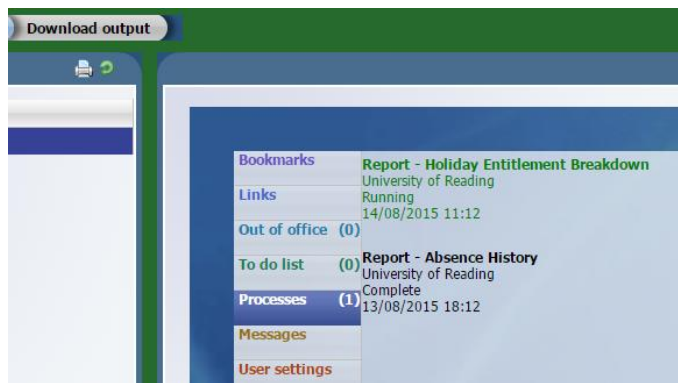 Download output
Bookmarks
Links
Out of office (0)
To do list (0)
Processes (1)
Messages
User settings
Report - Holiday Entitlement Breakdown
University of Reading
Running
14/08/2015 11:12
Report - Absence History
University of Reading
Complete
13/08/2015 18:12